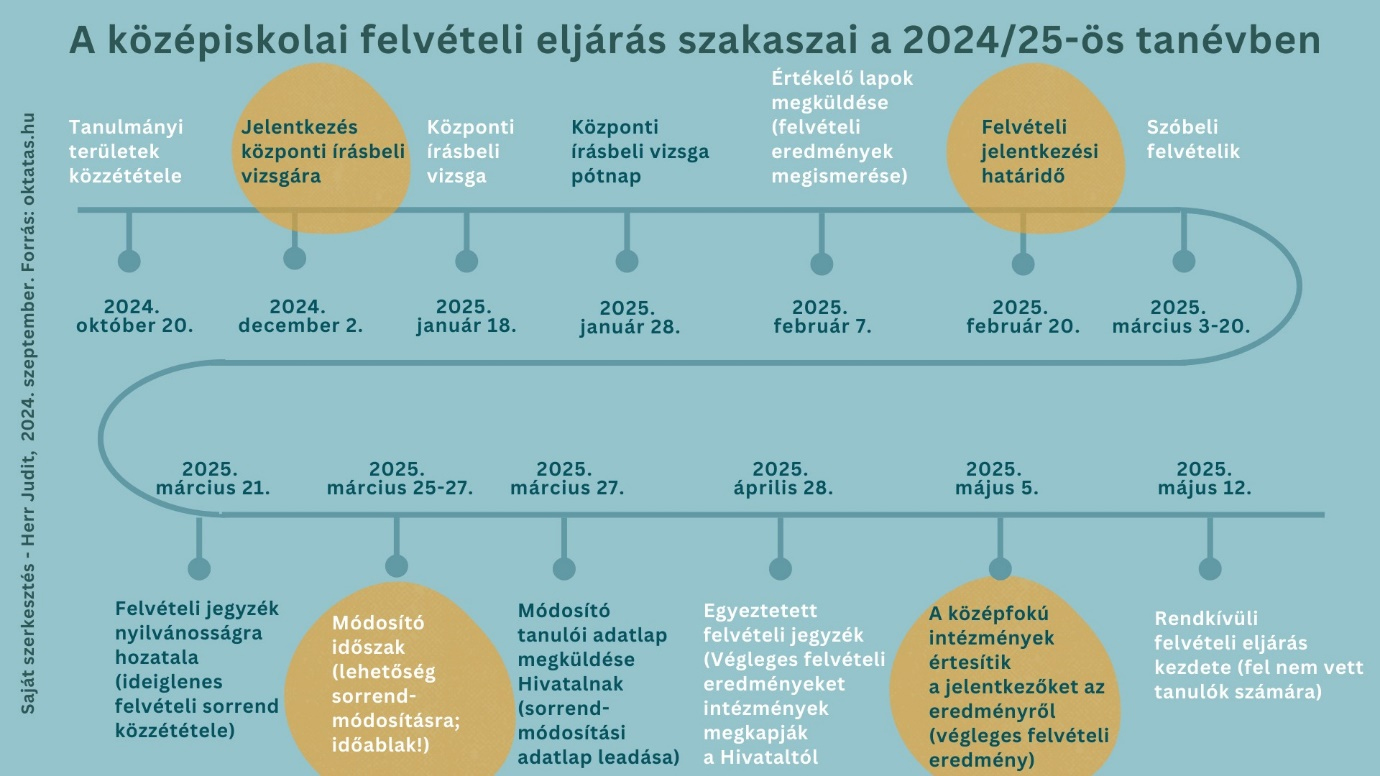 A középiskolai felvételi eljárás szakaszai a 2024/25-ös tanévben
Tanulmányi
területek
közzététele
Jelentkezés
központi írásbeli
vizsgára
Központi
írásbeli
vizsga
Központi
írásbeli vizsga
pótnap
Értékelő lapok
megküldése
(felvételi
eredmények
megismerése)
Felvételi
jelentkezési
határidő
Szóbeli
felvételik
2024.
október 20.
2024.
december 2.
2025.
január 18.
2025.
január 28.
2025.
február 7.
2025.
február 20.
2025.
március 3-20.
2025.
március 21.
2025.
március 25-27.
2025.
március 27.
2025.
április 28.
2025.
május 5.
2025.
május 12.
Felvételi jegyzék
nyilvánosságra
hozatala
(ideiglenes
felvételi sorrend
közzététele)
Módosító
időszak
(lehetőség
sorrend-
módosításra;
időablak!)
Módosító
tanulói adatlap
megküldése
Hivatalnak
(sorrend-
módosítási
adatlap leadása)
Egyeztetett
felvételi jegyzék
(Végleges felvételi
eredményeket
intézmények
megkapják
a Hivataltól
A középfokú
intézmények
értesítik
a jelentkezőket az
eredményről
(végleges felvételi
eredmény)
Rendkívüli
felvételi eljárás
kezdete (fel nem vett
tanulók számára)
Saját szerkesztés - Herr Judit, 2024. szeptember. Forrás: oktatas.hu